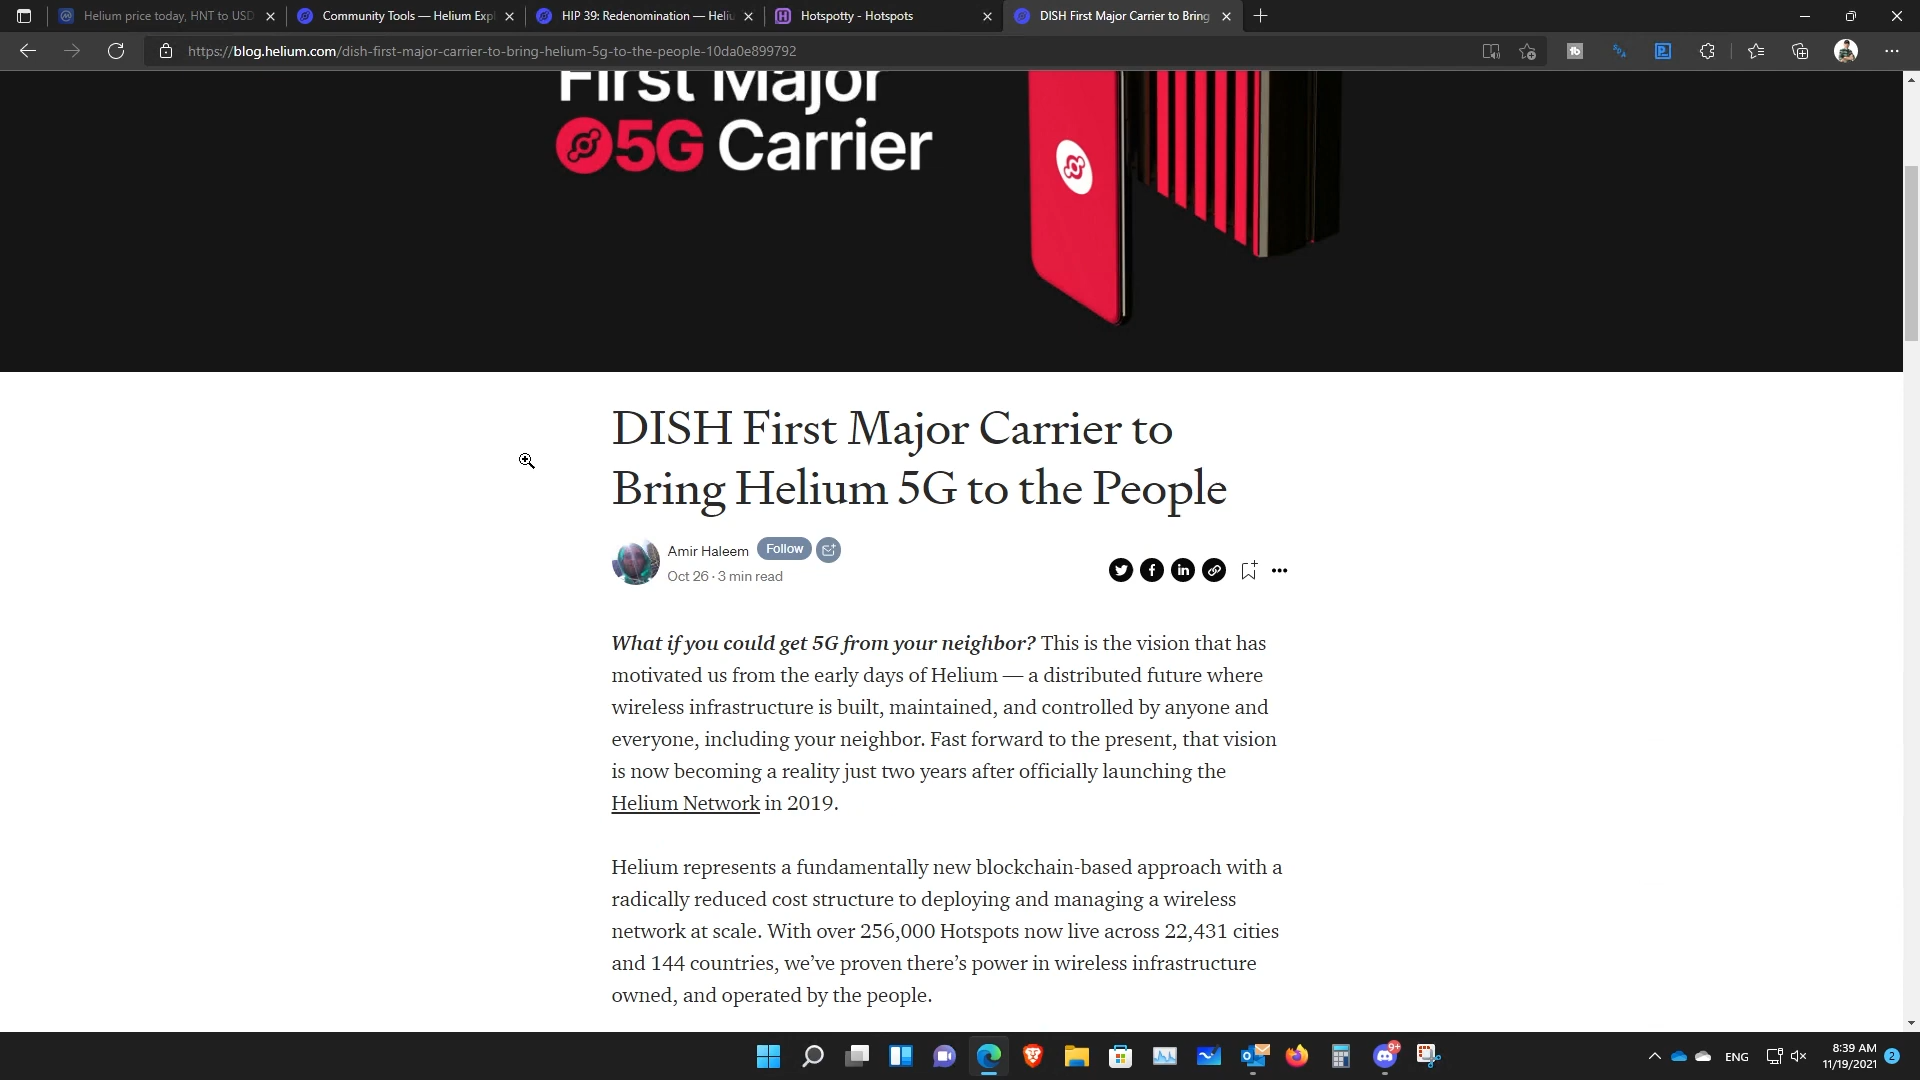 Helium price today, HNT to USD
Community Tools — Helium Expl
HIP 39: Redenomination — Heliu
Hotspotty - Hotspots
DISH First Major Carrier to Bring
https://blog.helium.com/dish-first-major-carrier-to-bring-helium-5g-to-the-people-10da0e899792
First Major
5G Carrier
DISH First Major Carrier to
Bring Helium 5G to the People
Amir Haleem Follow
Oct 26 · 3 min read
What if you could get 5G from your neighbor? This is the vision that has
motivated us from the early days of Helium — a distributed future where
wireless infrastructure is built, maintained, and controlled by anyone and
everyone, including your neighbor. Fast forward to the present, that vision
is now becoming a reality just two years after officially launching the
Helium Network in 2019.
Helium represents a fundamentally new blockchain-based approach with a
radically reduced cost structure to deploying and managing a wireless
network at scale. With over 256,000 Hotspots now live across 22,431 cities
and 144 countries, we've proven there's power in wireless infrastructure
owned, and operated by the people.
9+
ENG
8:39 AM
11/19/2021
2